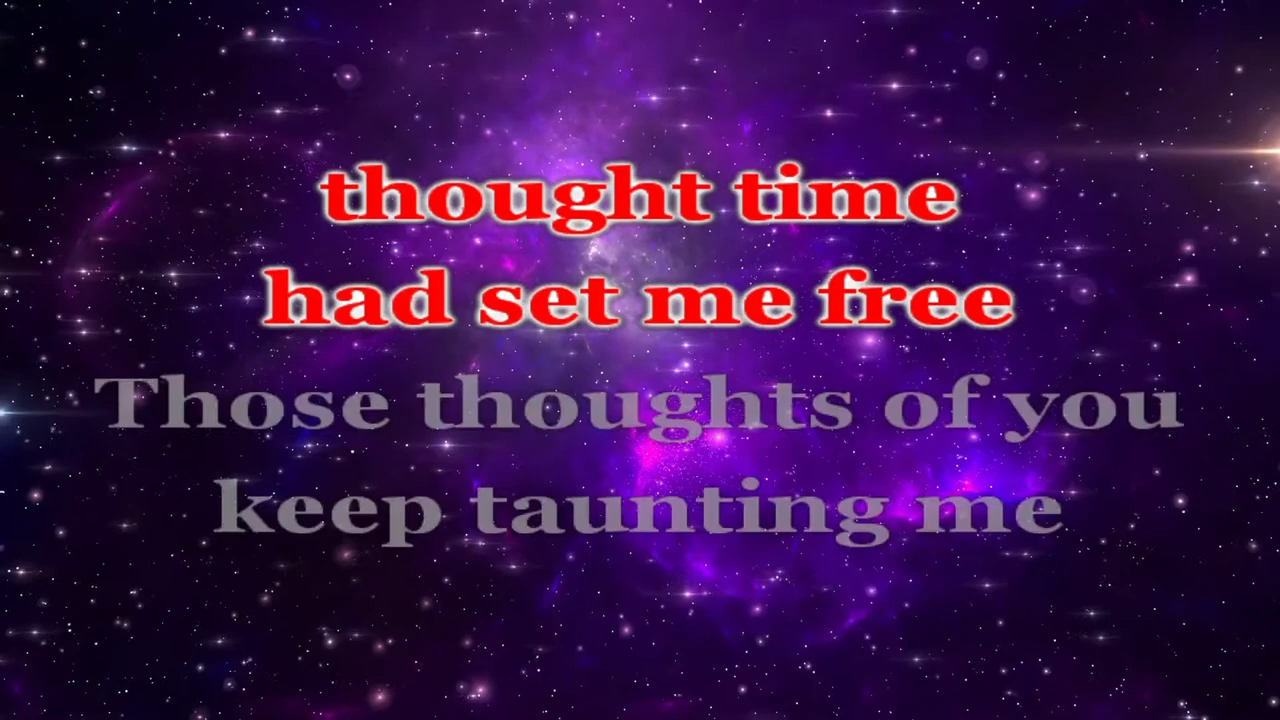 thought time
had set me free
Those thoughts of you
keep taunting me